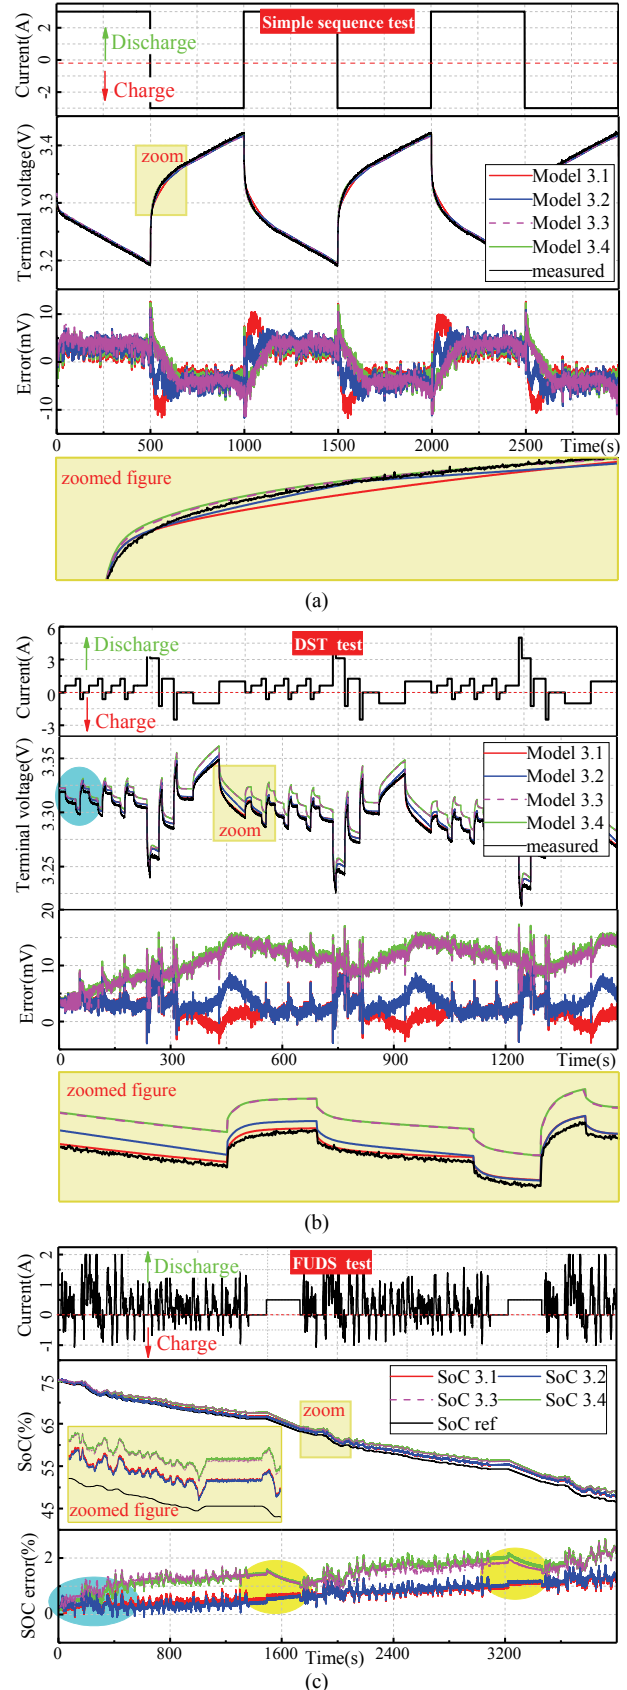 Simple sequence test
Current(A)
2
0
-2
Discharge
Charge
Terminal voltage(V)
3.4
3.3
3.2
zoom
Model 3.1
Model 3.2
Model 3.3
Model 3.4
measured
Error(mV)
10
0
-10
0 500 1000 1500 2000 2500 Time(s)
zoomed figure
(a)
DST test
Current(A)
6
3
0
-3
Discharge
Charge
Terminal voltage(V)
3.35
3.30
3.25
zoom
Model 3.1
Model 3.2
Model 3.3
Model 3.4
measured
Error(mV)
20
10
0
0 300 600 900 1200 Time(s)
zoomed figure
(b)
FUDS test
Current(A)
2
1
0
-1
Discharge
Charge
SoC(%)
75
65
55
45
zoom
SoC 3.1 SoC 3.2
SoC 3.3 SoC 3.4
SoC ref
zoomed figure
SOC error(%)
2
0
0 800 1600 Time(s) 2400 3200
(c)